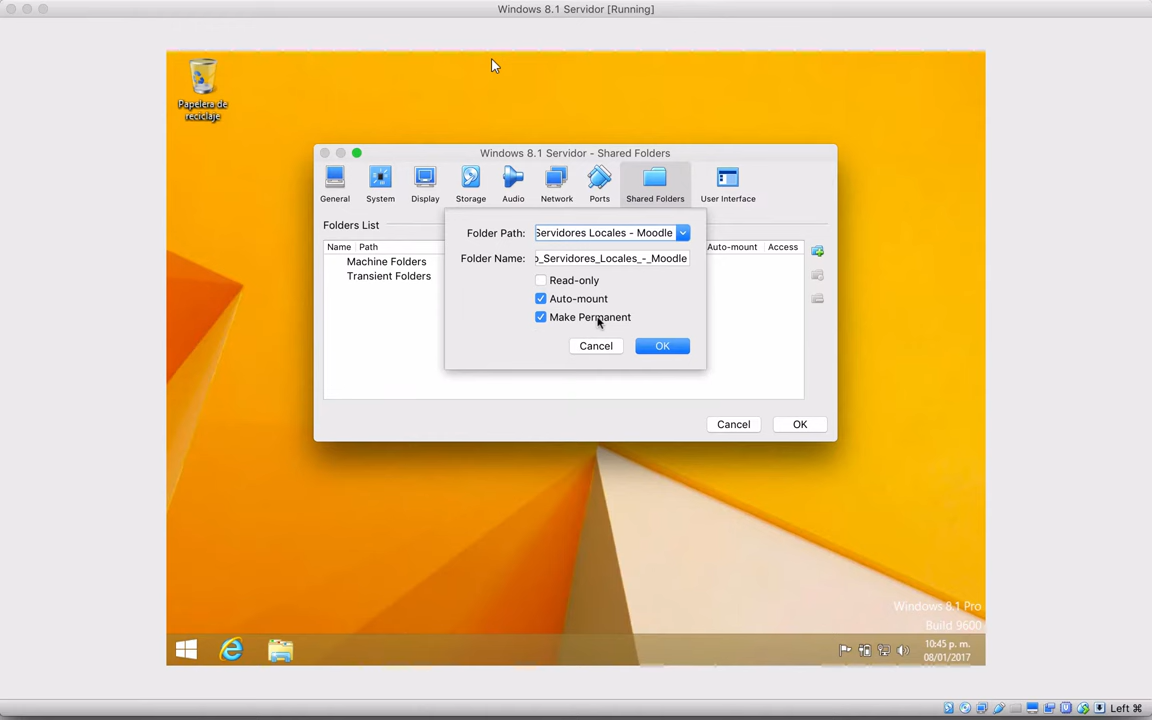 Windows 8.1 Servidor [Running]
Papelera de
reciclaje
Windows 8.1 Servidor - Shared Folders
General System Display Storage Audio Network Ports Shared Folders User Interface
Folders List
Name Path Auto-mount Access
Machine Folders
Transient Folders
Folder Path: Servidores Locales - Moodle
Folder Name: o_Servidores_Locales_-_Moodle
Read-only
Auto-mount
Make Permanent
Cancel OK
Cancel OK
Windows 8.1 Pro
Build 9600
10:45 p. m.
08/01/2017
Left ⌘